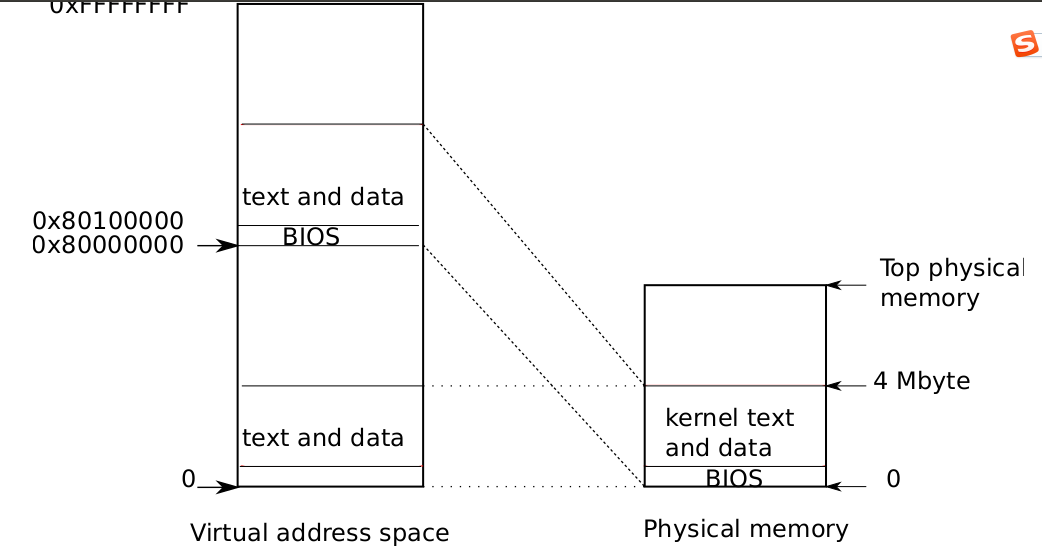 0xFFFFFFFF
text and data
0x80100000
BIOS
0x80000000
Top physical
memory
4 Mbyte
kernel text
and data
text and data
BIOS
0
0
Virtual address space
Physical memory